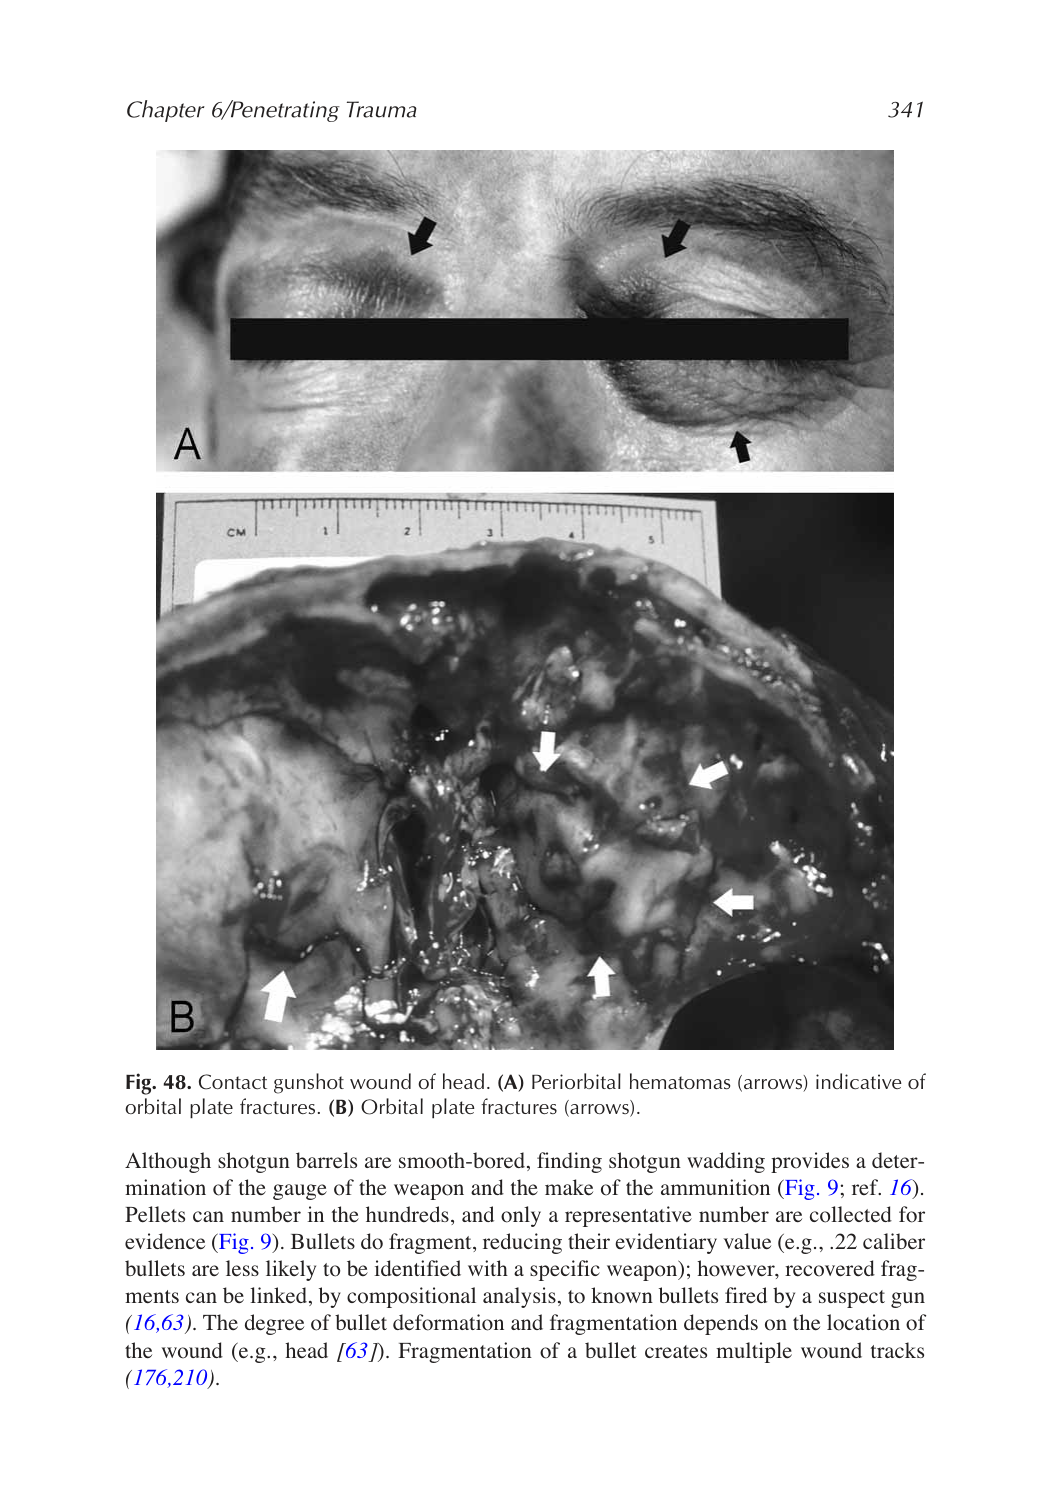 Chapter 6/Penetrating Trauma 341
A
CM 1 2 3 4 5
B
Fig. 48. Contact gunshot wound of head. (A) Periorbital hematomas (arrows) indicative of
orbital plate fractures. (B) Orbital plate fractures (arrows).
Although shotgun barrels are smooth-bored, finding shotgun wadding provides a deter-
mination of the gauge of the weapon and the make of the ammunition (Fig. 9; ref. 16).
Pellets can number in the hundreds, and only a representative number are collected for
evidence (Fig. 9). Bullets do fragment, reducing their evidentiary value (e.g., .22 caliber
bullets are less likely to be identified with a specific weapon); however, recovered frag-
ments can be linked, by compositional analysis, to known bullets fired by a suspect gun
(16,63). The degree of bullet deformation and fragmentation depends on the location of
the wound (e.g., head [63]). Fragmentation of a bullet creates multiple wound tracks
(176,210).